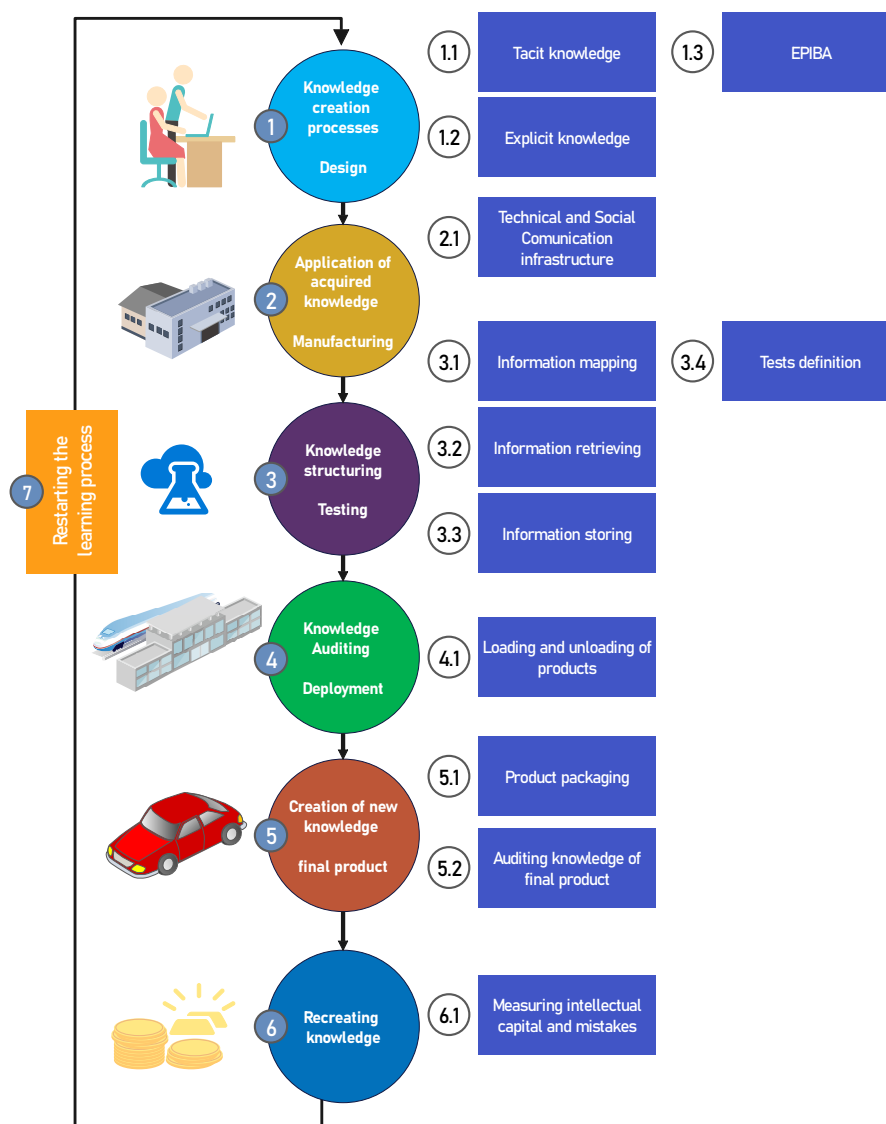 1
Knowledge
creation
processes
Design
1.1
Tacit knowledge
1.3
EPIBA
1.2
Explicit knowledge
2
Application of
acquired
knowledge
Manufacturing
2.1
Technical and Social
Comunication
infrastructure
3
Knowledge
structuring
Testing
3.1
Information mapping
3.4
Tests definition
3.2
Information retrieving
3.3
Information storing
4
Knowledge
Auditing
Deployment
4.1
Loading and unloading of
products
5
Creation of new
knowledge
final product
5.1
Product packaging
5.2
Auditing knowledge of
final product
6
Recreating
knowledge
6.1
Measuring intellectual
capital and mistakes
7
Restarting the
learning process